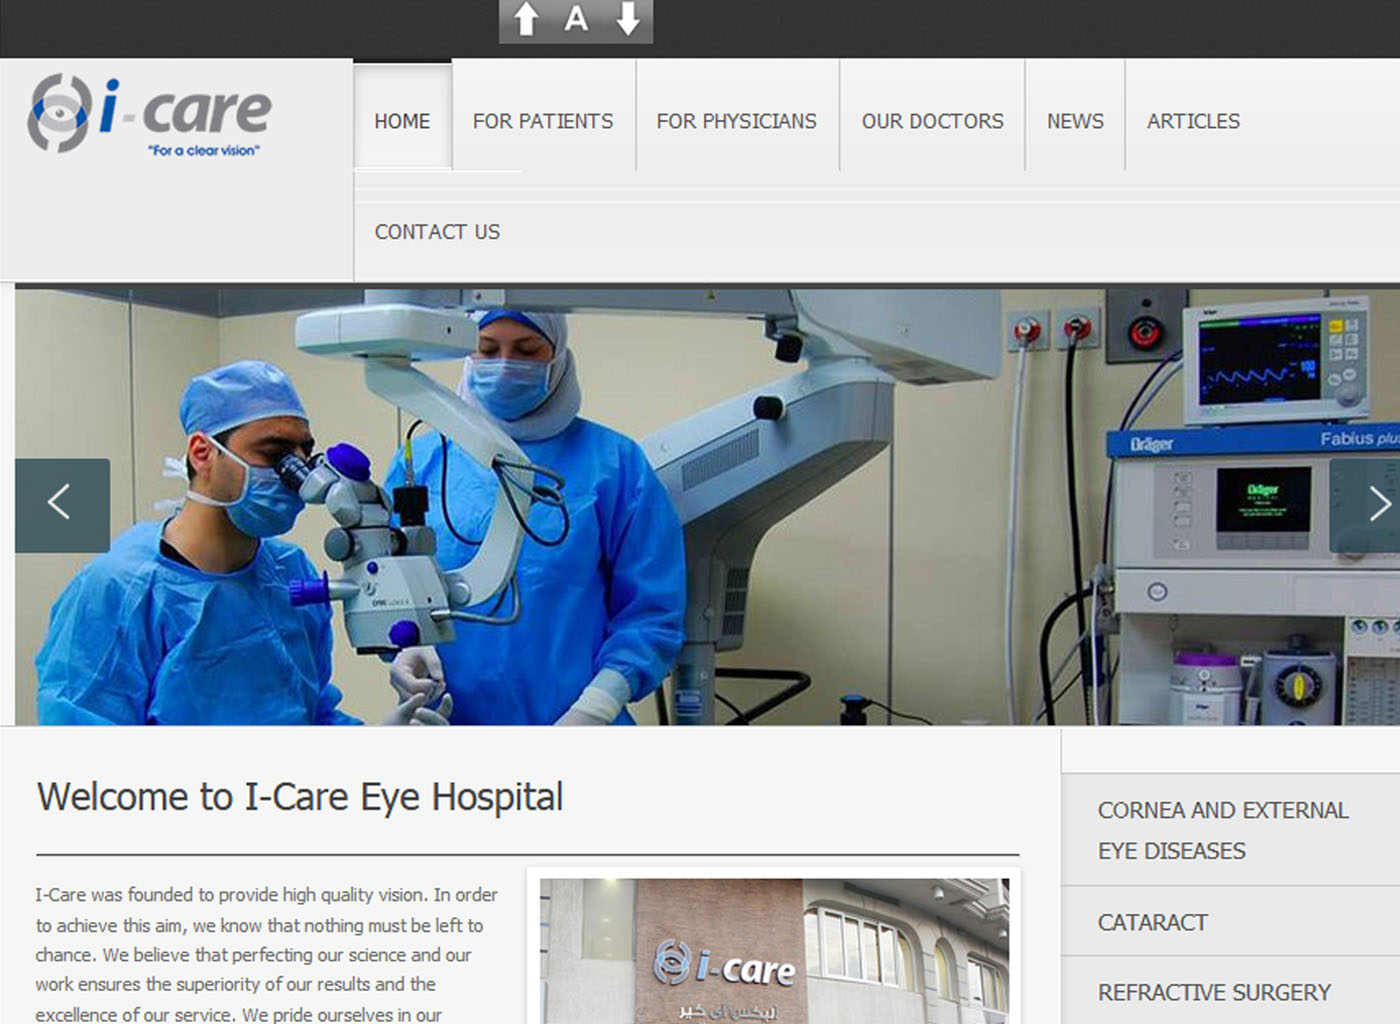 A
i-care
"For a clear vision"
HOME
FOR PATIENTS
FOR PHYSICIANS
OUR DOCTORS
NEWS
ARTICLES
CONTACT US
Dräger
Fabius plus
100
Dräger
Welcome to I-Care Eye Hospital
I-Care was founded to provide high quality vision. In order
to achieve this aim, we know that nothing must be left to
chance. We believe that perfecting our science and our
work ensures the superiority of our results and the
excellence of our service. We pride ourselves in our
i-care
CORNEA AND EXTERNAL
EYE DISEASES
CATARACT
REFRACTIVE SURGERY